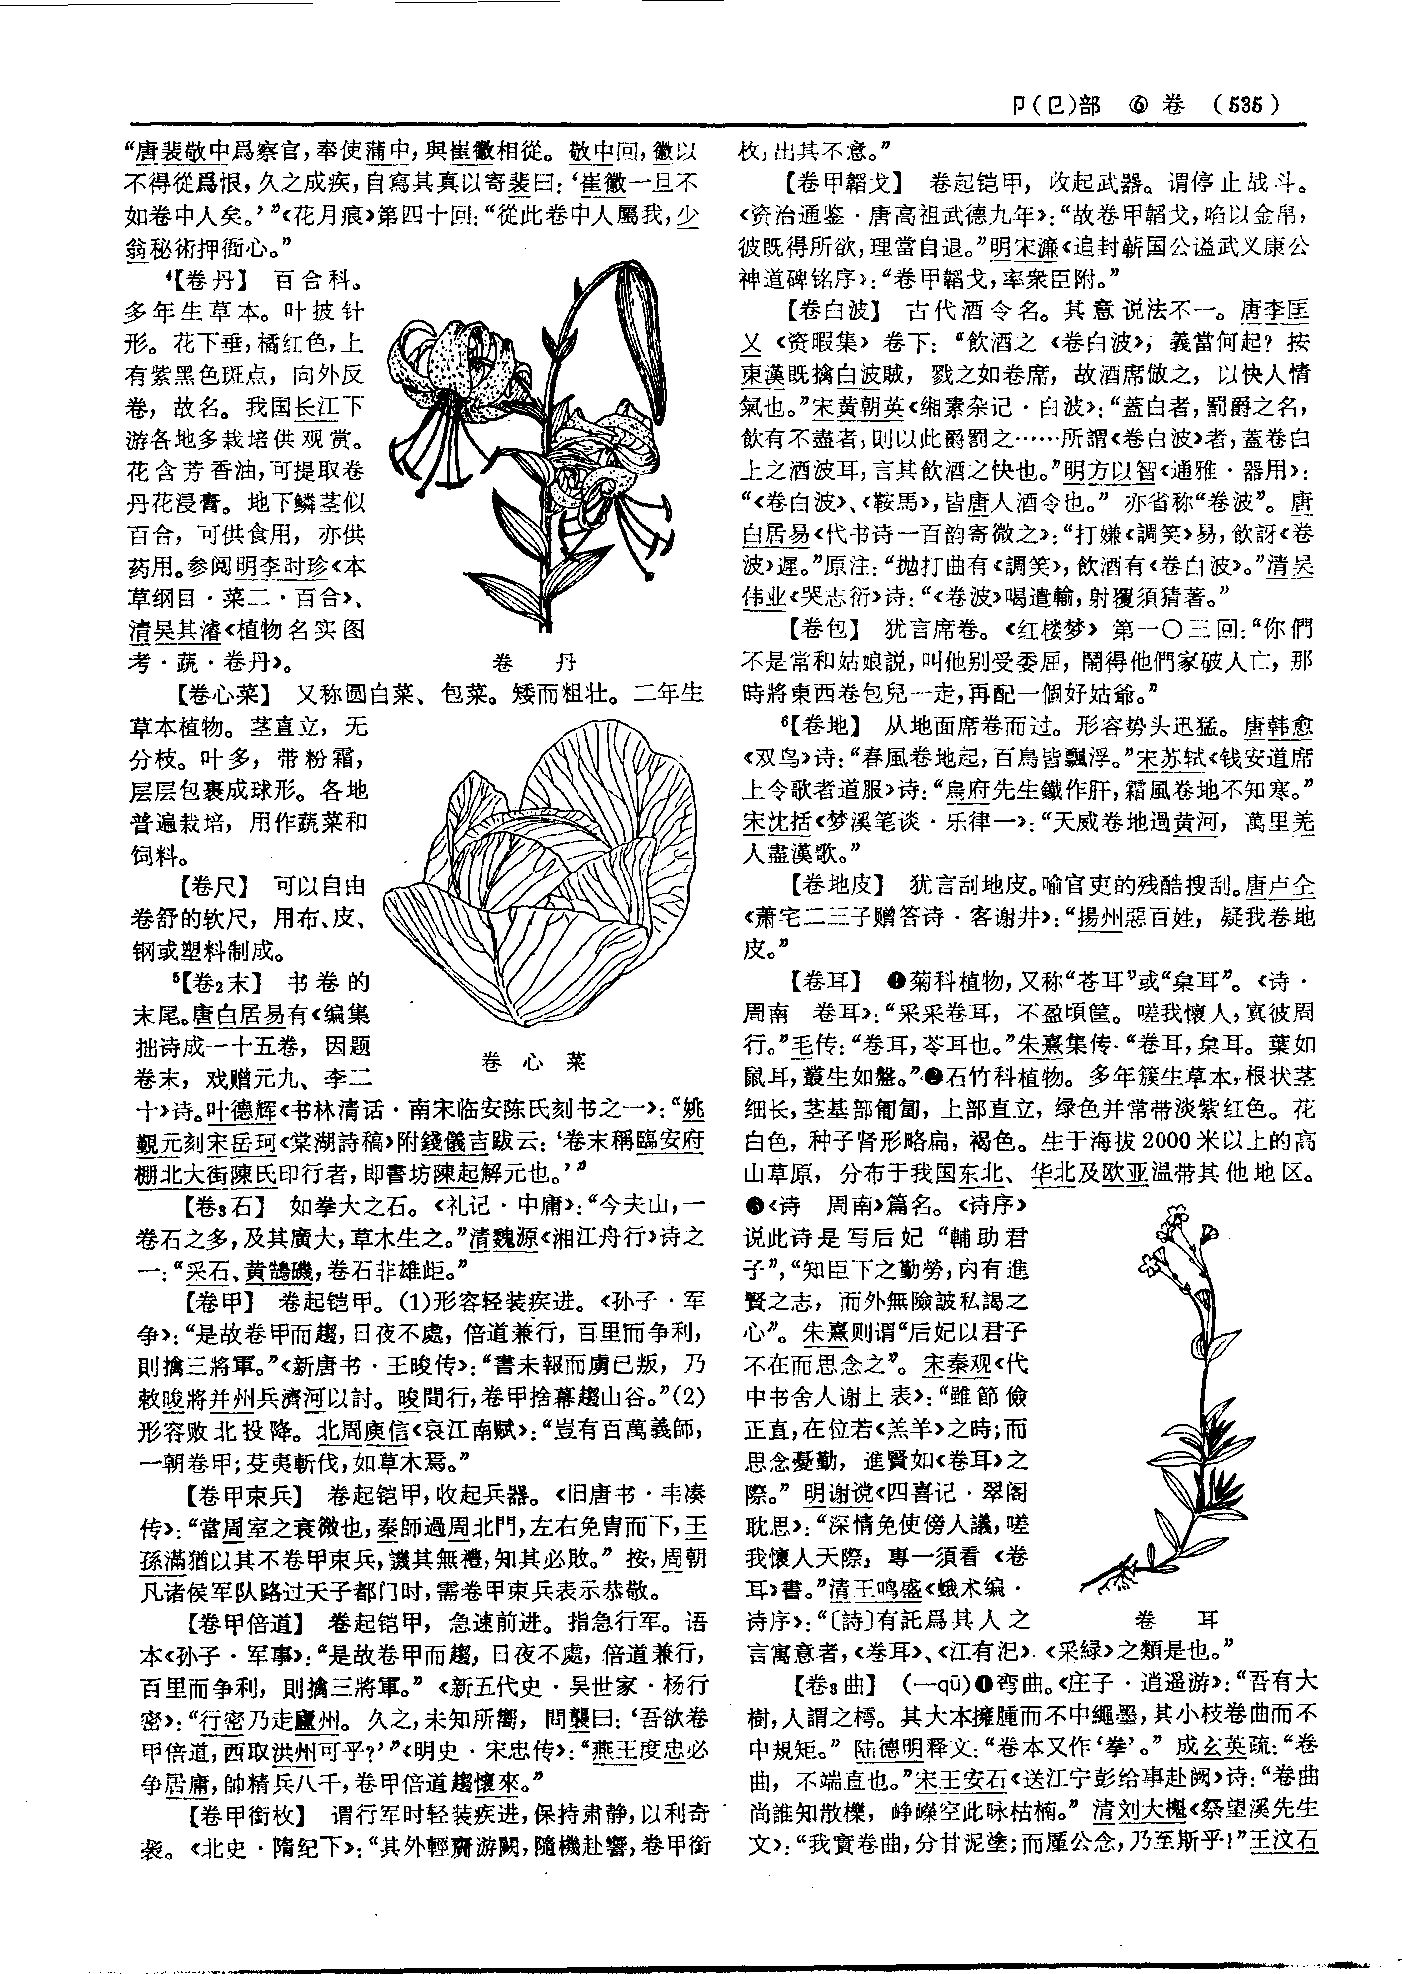 卩(㔾)部 ⑥ 卷 (535)
“唐裴敬中爲察官，奉使蒲中，與崔徽相從。敬中回，徽以
不得從爲恨，久之成疾，自寫其真以寄裴曰：‘崔徽一旦不
如卷中人矣。’”《花月痕》第四十回：“從此卷中人屬我，少
翁秘術押衙心。”
⁴【卷丹】 百合科。
多年生草本。叶披针
形。花下垂，橘红色，上
有紫黑色斑点，向外反
卷，故名。我国长江下
游各地多栽培供观赏。
花含芳香油，可提取卷
丹花浸膏。地下鳞茎似
百合，可供食用，亦供
药用。参阅明李时珍《本
草纲目·菜二·百合》、
清吴其濬《植物名实图
考·蔬·卷丹》。
卷 丹
【卷心菜】 又称圆白菜、包菜。矮而粗壮。二年生
草本植物。茎直立，无
分枝。叶多，带粉霜，
层层包裹成球形。各地
普遍栽培，用作蔬菜和
饲料。
【卷尺】 可以自由
卷舒的软尺，用布、皮、
钢或塑料制成。
⁵【卷₂末】 书卷的
末尾。唐白居易有《编集
拙诗成一十五卷，因题
卷末，戏赠元九、李二
卷 心 菜
十》诗。叶德辉《书林清话·南宋临安陈氏刻书之一》：“姚
覲元刻宋岳珂《棠湖詩稿》附錢儀吉跋云：‘卷末稱臨安府
棚北大街陳氏印行者，即書坊陳起解元也。’”
【卷₃石】 如拳大之石。《礼记·中庸》：“今夫山，一
卷石之多，及其廣大，草木生之。”清魏源《湘江舟行》诗之
一：“采石、黄鵠磯，卷石非雄岠。”
【卷甲】 卷起铠甲。(1)形容轻装疾进。《孙子·军
争》：“是故卷甲而趨，日夜不處，倍道兼行，百里而争利，
則擒三將軍。”《新唐书·王晙传》：“書未報而虜已叛，乃
敕晙將并州兵濟河以討。晙間行，卷甲捨幕趨山谷。”(2)
形容败北投降。北周庾信《哀江南赋》：“豈有百萬義師，
一朝卷甲；芟夷斬伐，如草木焉。”
【卷甲束兵】 卷起铠甲，收起兵器。《旧唐书·韦凑
传》：“當周室之衰微也，秦師過周北門，左右免胄而下，王
孫滿猶以其不卷甲束兵，譏其無禮，知其必敗。”按，周朝
凡诸侯军队路过天子都门时，需卷甲束兵表示恭敬。
【卷甲倍道】 卷起铠甲，急速前进。指急行军。语
本《孙子·军事》：“是故卷甲而趨，日夜不處，倍道兼行，
百里而争利，則擒三將軍。”《新五代史·吴世家·杨行
密》：“行密乃走廬州。久之，未知所嚮，問襲曰：‘吾欲卷
甲倍道，西取洪州可乎？’”《明史·宋忠传》：“燕王度忠必
争居庸，帥精兵八千，卷甲倍道趨懷來。”
【卷甲銜枚】 谓行军时轻装疾进，保持肃静，以利奇
袭。《北史·隋纪下》：“其外輕齎游闕，隨機赴響，卷甲銜
枚，出其不意。”
【卷甲韜戈】 卷起铠甲，收起武器。谓停止战斗。
《资治通鉴·唐高祖武德九年》：“故卷甲韜戈，啗以金帛，
彼既得所欲，理當自退。”明宋濂《追封蕲国公谥武义康公
神道碑铭序》：“卷甲韜戈，率衆臣附。”
【卷白波】 古代酒令名。其意说法不一。唐李匡
乂《资暇集》卷下：“飲酒之《卷白波》，義當何起？按
東漢既擒白波賊，戮之如卷席，故酒席倣之，以快人情
氣也。”宋黄朝英《缃素杂记·白波》：“蓋白者，罰爵之名，
飲有不盡者，則以此爵罰之……所謂《卷白波》者，蓋卷白
上之酒波耳，言其飲酒之快也。”明方以智《通雅·器用》：
“《卷白波》、《鞍馬》，皆唐人酒令也。”亦省称“卷波”。唐
白居易《代书诗一百韵寄微之》：“打嫌《調笑》易，飲訝《卷
波》遲。”原注：“抛打曲有《調笑》，飲酒有《卷白波》。”清吴
伟业《哭志衍》诗：“《卷波》喝遣輸，射覆須猜著。”
【卷包】 犹言席卷。《红楼梦》第一〇三回：“你們
不是常和姑娘説，叫他别受委屈，鬧得他們家破人亡，那
時將東西卷包兒一走，再配一個好姑爺。”
⁶【卷地】 从地面席卷而过。形容势头迅猛。唐韩愈
《双鸟》诗：“春風卷地起，百鳥皆飄浮。”宋苏轼《钱安道席
上令歌者道服》诗：“烏府先生鐵作肝，霜風卷地不知寒。”
宋沈括《梦溪笔谈·乐律一》：“天威卷地過黄河，萬里羌
人盡漢歌。”
【卷地皮】 犹言刮地皮。喻官吏的残酷搜刮。唐卢仝
《萧宅二三子赠答诗·客谢井》：“揚州惡百姓，疑我卷地
皮。”
【卷耳】 ❶菊科植物，又称“苍耳”或“枲耳”。《诗·
周南 卷耳》：“采采卷耳，不盈頃筐。嗟我懷人，寘彼周
行。”毛传：“卷耳，苓耳也。”朱熹集传：“卷耳，枲耳。葉如
鼠耳，叢生如盤。”❷石竹科植物。多年簇生草本，根状茎
细长，茎基部匍匐，上部直立，绿色并常带淡紫红色。花
白色，种子肾形略扁，褐色。生于海拔2000米以上的高
山草原，分布于我国东北、华北及欧亚温带其他地区。
❸《诗 周南》篇名。《诗序》
说此诗是写后妃“輔助君
子”，“知臣下之勤勞，内有進
賢之志，而外無險詖私謁之
心”。朱熹则谓“后妃以君子
不在而思念之”。宋秦观《代
中书舍人谢上表》：“雖節儉
正直，在位若《羔羊》之時；而
思念憂勤，進賢如《卷耳》之
際。”明谢谠《四喜记·翠阁
耽思》：“深情免使傍人議，嗟
我懷人天際，專一須看《卷
耳》書。”清王鸣盛《蛾术编·
诗序》：“〔詩〕有託爲其人之
卷 耳
言寓意者，《卷耳》、《江有汜》、《采緑》之類是也。”
【卷₃曲】 (—qū)❶弯曲。《庄子·逍遥游》：“吾有大
樹，人謂之樗。其大本擁腫而不中繩墨，其小枝卷曲而不
中規矩。”陆德明释文：“卷本又作‘拳’。”成玄英疏：“卷
曲，不端直也。”宋王安石《送江宁彭给事赴阙》诗：“卷曲
尚誰知散櫟，崢嶸空此咏枯楠。”清刘大櫆《祭望溪先生
文》：“我實卷曲，分甘泥塗；而厪公念，乃至斯乎！”王汶石